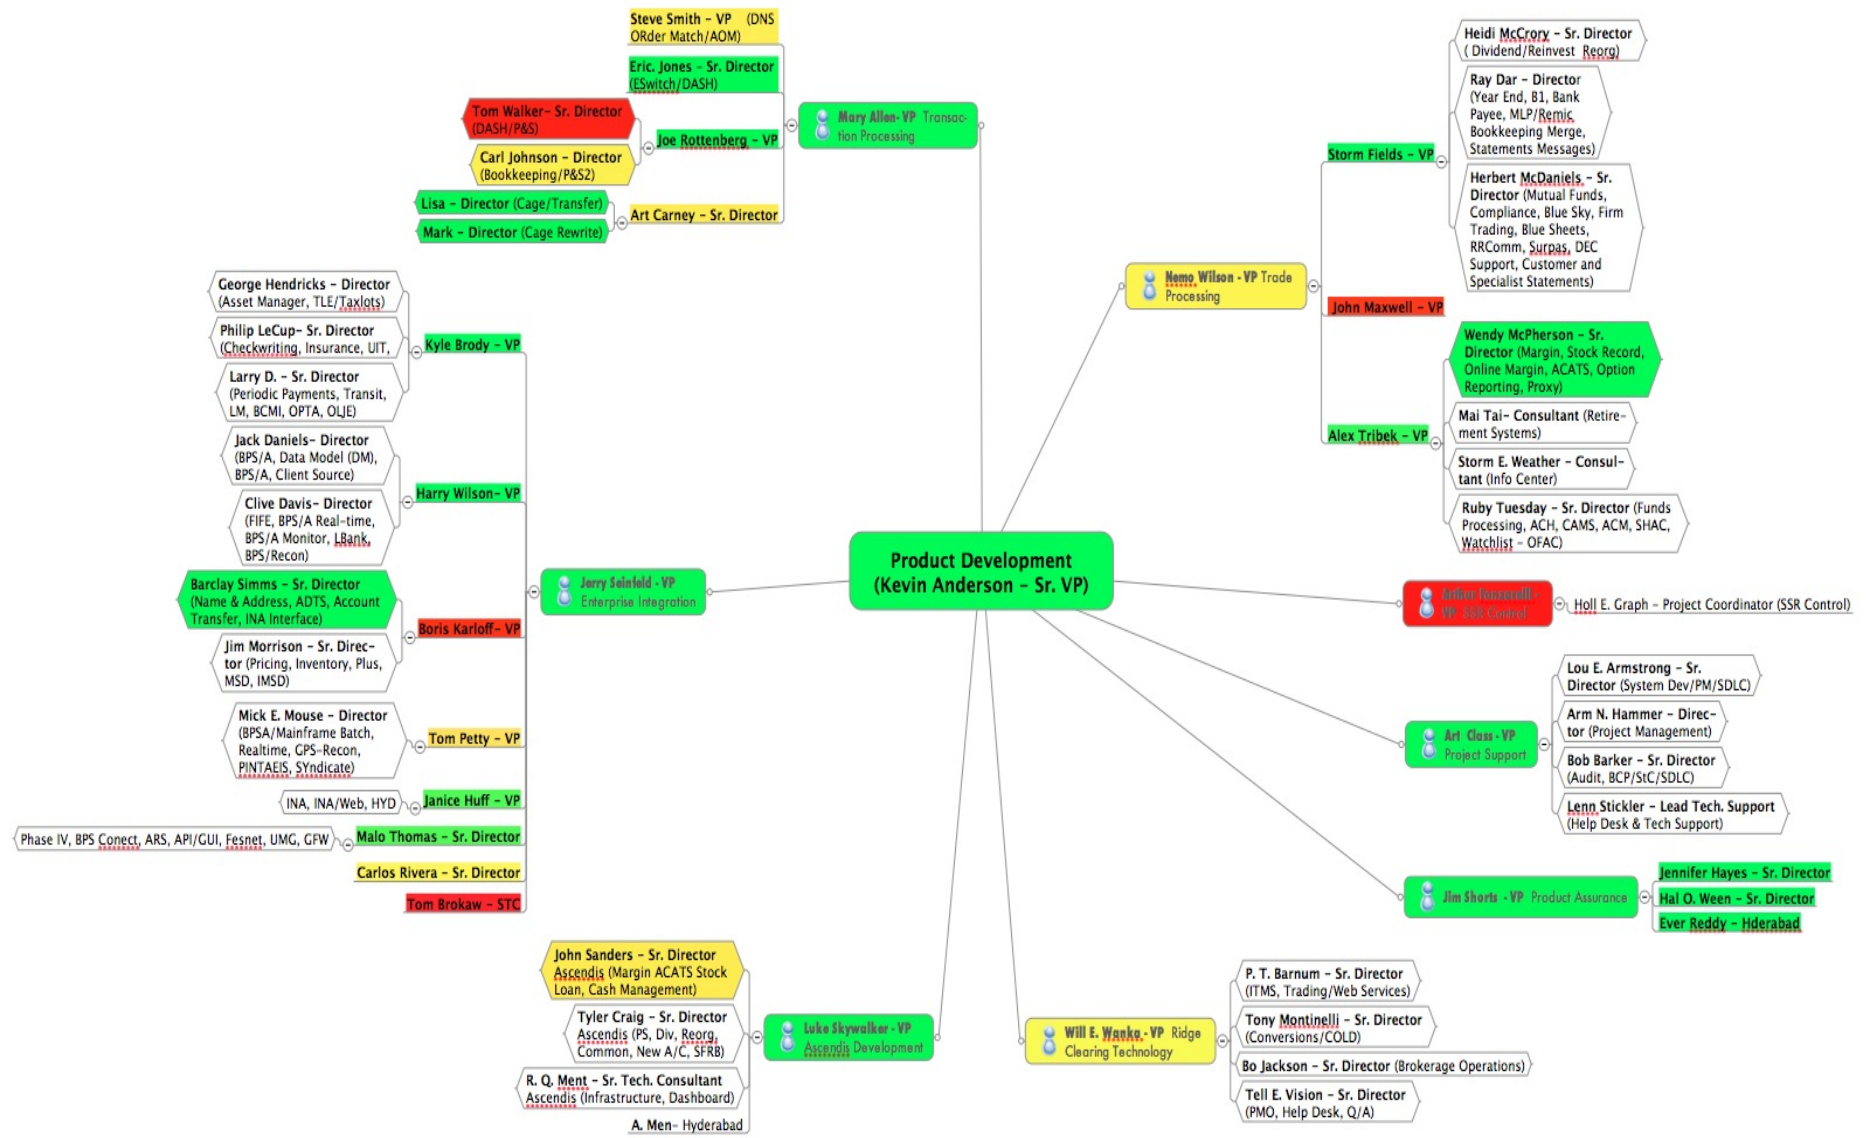 Product Development
(Kevin Anderson – Sr. VP)
Mary Allen- VP Transac-
tion Processing
Steve Smith – VP (DNS
ORder Match/AOM)
Eric. Jones – Sr. Director
(ESwitch/DASH)
Joe Rottenberg – VP
Tom Walker– Sr. Director
(DASH/P&S)
Carl Johnson – Director
(Bookkeeping/P&S2)
Art Carney – Sr. Director
Lisa – Director (Cage/Transfer)
Mark – Director (Cage Rewrite)
Nemo Wilson - VP Trade
Processing
Storm Fields – VP
Heidi McCrory – Sr. Director
( Dividend/Reinvest Reorg)
Ray Dar – Director
(Year End, B1, Bank
Payee, MLP/Remic
Bookkeeping Merge,
Statements Messages)
Herbert McDaniels – Sr.
Director (Mutual Funds,
Compliance, Blue Sky, Firm
Trading, Blue Sheets,
RRComm, Surpas, DEC
Support, Customer and
Specialist Statements)
John Maxwell – VP
Alex Tribek – VP
Wendy McPherson – Sr.
Director (Margin, Stock Record,
Online Margin, ACATS, Option
Reporting, Proxy)
Mai Tai– Consultant (Retire-
ment Systems)
Storm E. Weather – Consul-
tant (Info Center)
Ruby Tuesday – Sr. Director (Funds
Processing, ACH, CAMS, ACM, SHAC,
Watchlist – OFAC)
Jerry Seinfeld - VP
Enterprise Integration
Kyle Brody – VP
George Hendricks – Director
(Asset Manager, TLE/Taxlots)
Philip LeCup– Sr. Director
(Checkwriting, Insurance, UIT,
Larry D. – Sr. Director
(Periodic Payments, Transit,
LM, BCMI, OPTA, OLJE)
Harry Wilson– VP
Jack Daniels– Director
(BPS/A, Data Model (DM),
BPS/A, Client Source)
Clive Davis– Director
(FIFE, BPS/A Real–time,
BPS/A Monitor, LBank,
BPS/Recon)
Boris Karloff– VP
Barclay Simms – Sr. Director
(Name & Address, ADTS, Account
Transfer, INA Interface)
Jim Morrison – Sr. Direc-
tor (Pricing, Inventory, Plus,
MSD, IMSD)
Tom Petty – VP
Mick E. Mouse – Director
(BPSA/Mainframe Batch,
Realtime, GPS–Recon,
PINTAEIS, SYndicate)
Janice Huff – VP
INA, INA/Web, HYD
Malo Thomas – Sr. Director
Phase IV, BPS Conect, ARS, API/GUI, Fesnet, UMG, GFW
Carlos Rivera – Sr. Director
Tom Brokaw – STC
Arthur -
VP SSR Control
Holl E. Graph – Project Coordinator (SSR Control)
Art Class - VP
Project Support
Lou E. Armstrong – Sr.
Director (System Dev/PM/SDLC)
Arm N. Hammer – Direc-
tor (Project Management)
Bob Barker – Sr. Director
(Audit, BCP/StC/SDLC)
Lenn Stickler – Lead Tech. Support
(Help Desk & Tech Support)
Jim Shorts - VP Product Assurance
Jennifer Hayes – Sr. Director
Hal O. Ween – Sr. Director
Ever Reddy – Hderabad
Luke Skywalker - VP
Ascendis Development
John Sanders – Sr. Director
Ascendis (Margin ACATS Stock
Loan, Cash Management)
Tyler Craig – Sr. Director
Ascendis (PS, Div, Reorg,
Common, New A/C, SFRB)
R. Q. Ment – Sr. Tech. Consultant
Ascendis (Infrastructure, Dashboard)
A. Men– Hyderabad
Will E. Wanka - VP Ridge
Clearing Technology
P. T. Barnum – Sr. Director
(ITMS, Trading/Web Services)
Tony Montinelli – Sr. Director
(Conversions/COLD)
Bo Jackson – Sr. Director (Brokerage Operations)
Tell E. Vision – Sr. Director
(PMO, Help Desk, Q/A)